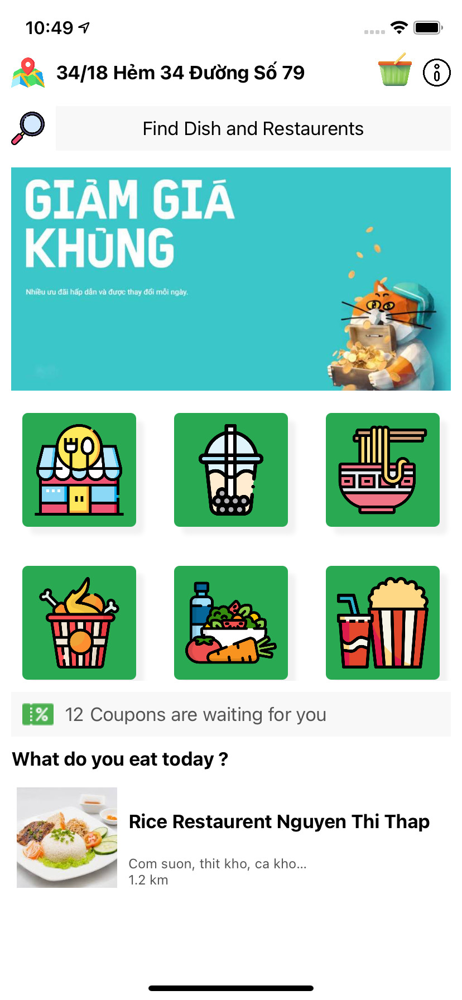 10:49
34/18 Hẻm 34 Đường Số 79
Find Dish and Restaurents
GIẢM GIÁ
KHỦNG
Nhiều ưu đãi hấp dẫn và được thay đổi mỗi ngày.
%
12 Coupons are waiting for you
What do you eat today ?
Rice Restaurent Nguyen Thi Thap
Com suon, thit kho, ca kho...
1.2 km